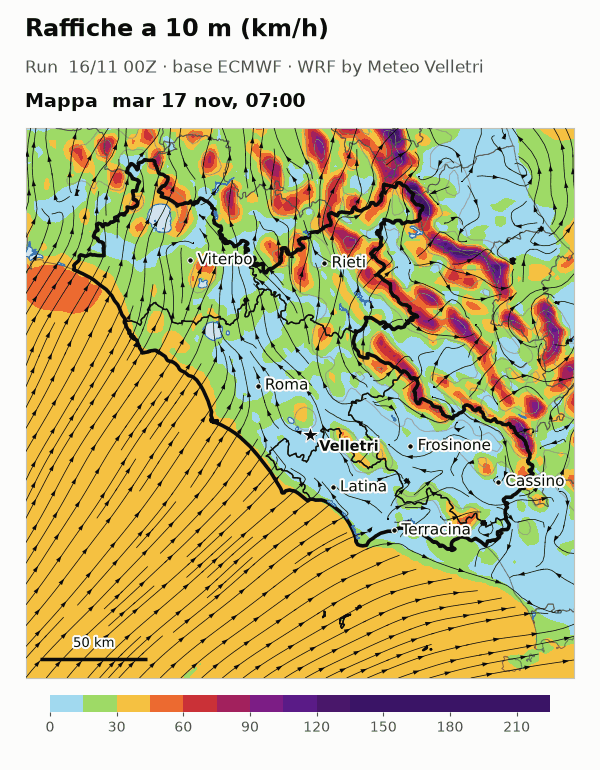 Raffiche a 10 m (km/h)
Run  16/11 00Z · base ECMWF · WRF by Meteo Velletri
Mappa  mar 17 nov, 07:00
Viterbo
Rieti
Roma
Velletri
Frosinone
Latina
Cassino
Terracina
50 km
0 30 60 90 120 150 180 210